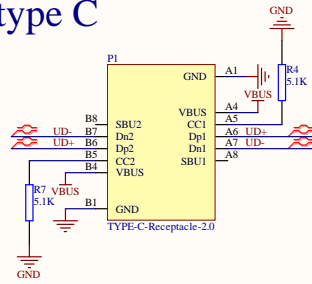 type C
GND
P1
GND A1
R4
5.1K
VBUS
VBUS A4
CC1 A5
B8 SBU2
UD- B7 Dn2 Dp1 A6 UD+
UD+ B6 Dp2 Dn1 A7 UD-
B5 CC2 SBU1 A8
B4 VBUS
R7
5.1K
VBUS
B1 GND
TYPE-C-Receptacle-2.0
GND